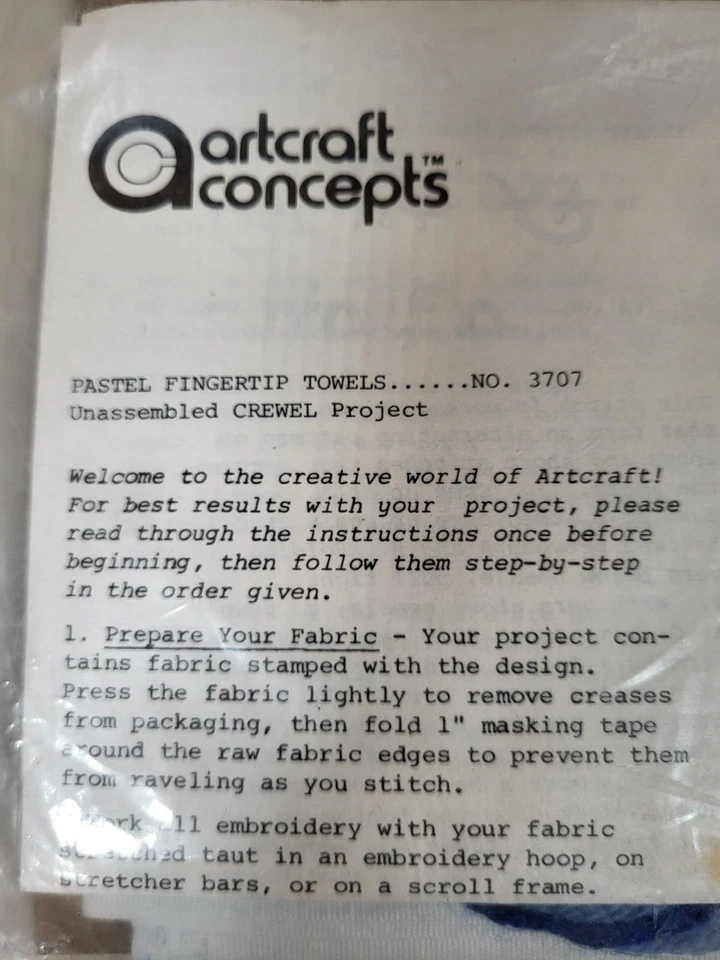 artcraft
concepts™
PASTEL FINGERTIP TOWELS......NO. 3707
Unassembled CREWEL Project
Welcome to the creative world of Artcraft!
For best results with your project, please
read through the instructions once before
beginning, then follow them step-by-step
in the order given.
1. Prepare Your Fabric - Your project con-
tains fabric stamped with the design.
Press the fabric lightly to remove creases
from packaging, then fold 1" masking tape
around the raw fabric edges to prevent them
from raveling as you stitch.
Work all embroidery with your fabric
stretched taut in an embroidery hoop, on
stretcher bars, or on a scroll frame.